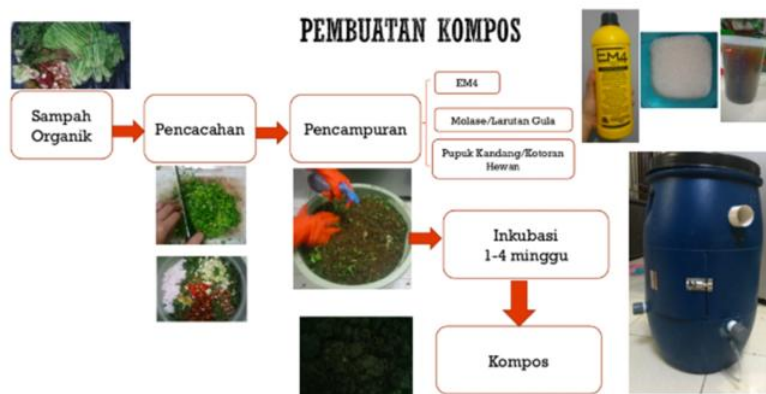 PEMBUATAN KOMPOS
Sampah
Organik
Pencacahan
Pencampuran
EM4
Molase/Larutan Gula
Pupuk Kandang/Kotoran
Hewan
EM4
Inkubasi
1-4 minggu
Kompos